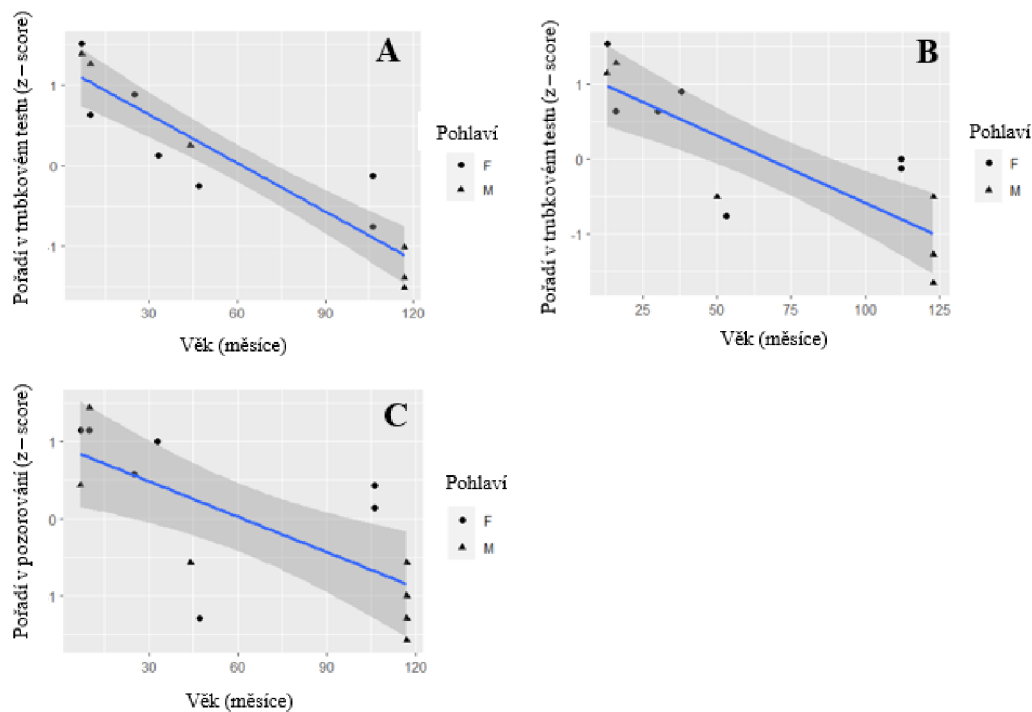 A
Pořadí v trubkovém testu (z – score)
1
0
-1
30
60
90
120
Věk (měsíce)
Pohlaví
F
M
B
Pořadí v trubkovém testu (z – score)
1
0
-1
25
50
75
100
125
Věk (měsíce)
Pohlaví
F
M
C
Pořadí v pozorování (z – score)
1
0
1
30
60
90
120
Věk (měsíce)
Pohlaví
F
M